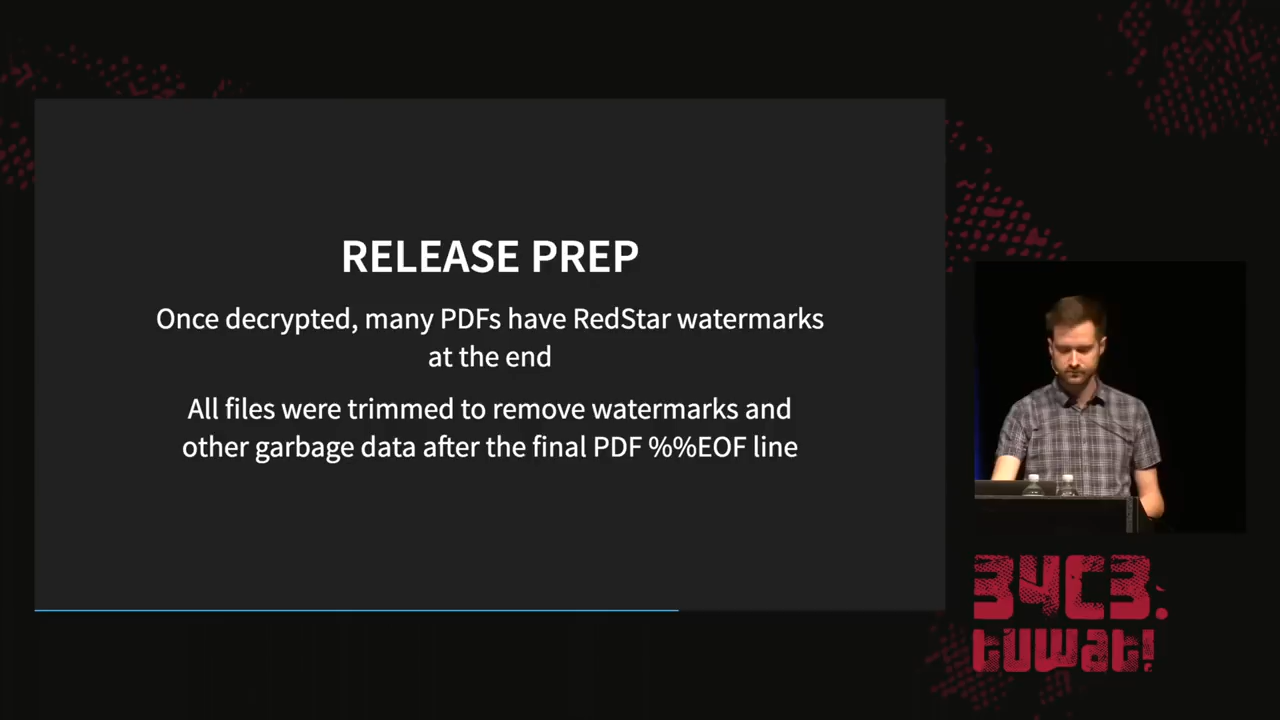 RELEASE PREP
Once decrypted, many PDFs have RedStar watermarks
at the end
All files were trimmed to remove watermarks and
other garbage data after the final PDF %%EOF line
34C3.
tuwat!